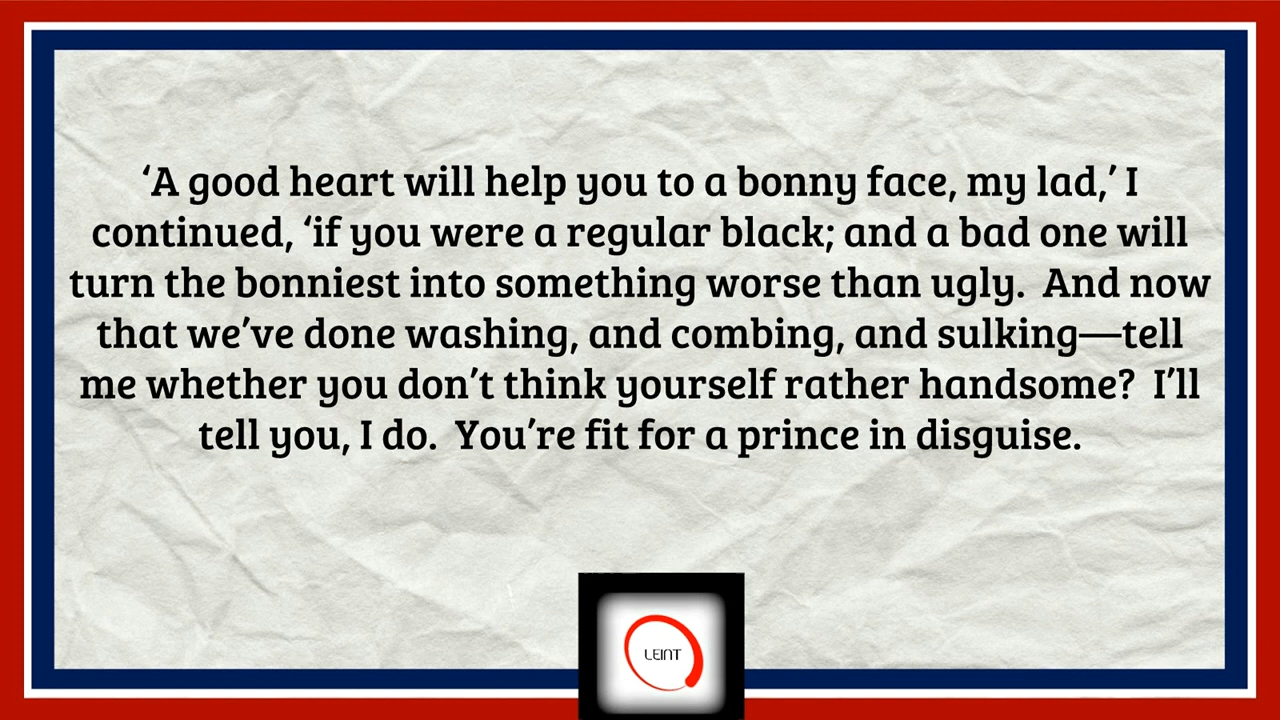 ‘A good heart will help you to a bonny face, my lad,’ I
continued, ‘if you were a regular black; and a bad one will
turn the bonniest into something worse than ugly.  And now
that we’ve done washing, and combing, and sulking—tell
me whether you don’t think yourself rather handsome?  I’ll
tell you, I do.  You’re fit for a prince in disguise.
LEINT